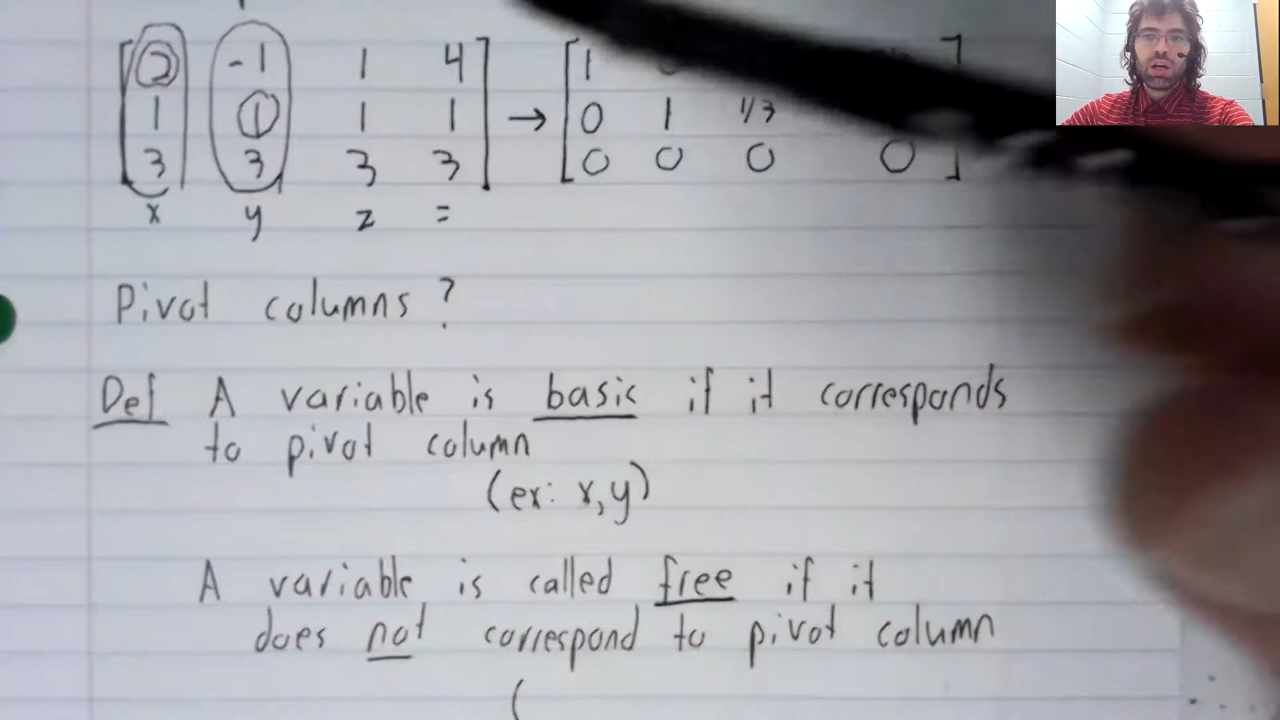 2 -1 1 4 1
1 1 1 1 → 0 1 1/3
3 3 3 3 0 0 0 0
x y z =
Pivot columns?
Def A variable is basic if it corresponds
to pivot column
(ex: x,y)
A variable is called free if it
does not correspond to pivot column
(